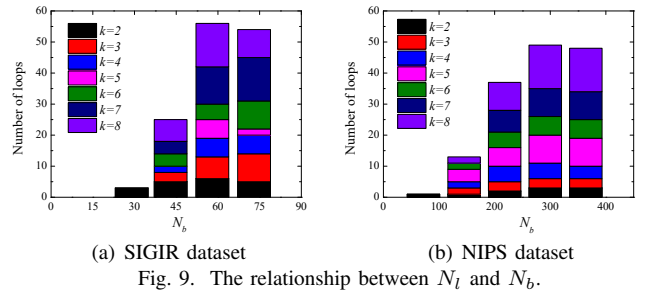 60
50
40
30
20
10
0
Number of loops
k=2
k=3
k=4
k=5
k=6
k=7
k=8
0 15 30 45 60 75 90
N_b
(a) SIGIR dataset
60
50
40
30
20
10
0
Number of loops
k=2
k=3
k=4
k=5
k=6
k=7
k=8
0 100 200 300 400
N_b
(b) NIPS dataset
Fig. 9. The relationship between N_l and N_b.